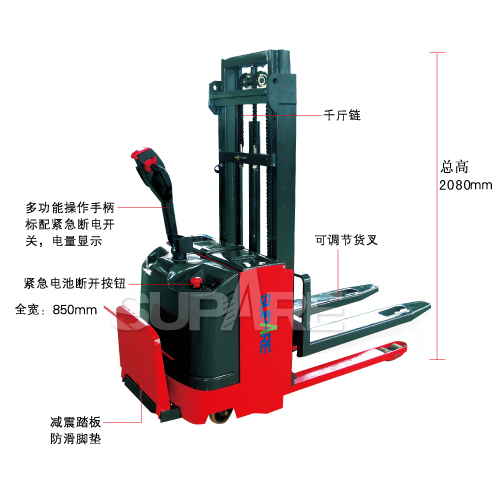 千斤链
总高
2080mm
多功能操作手柄
标配紧急断电开
关，电量显示
可调节货叉
紧急电池断开按钮
全宽：850mm
SUPARE
SUPARE
减震踏板
防滑脚垫